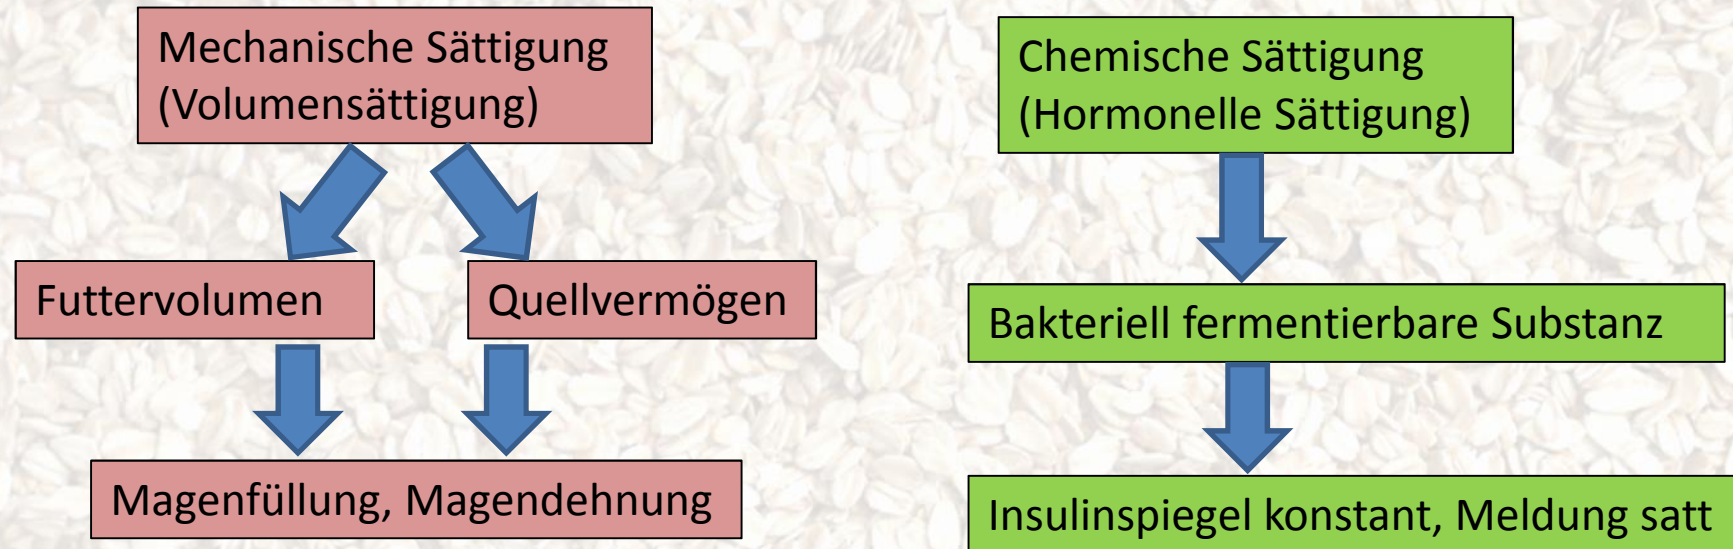 Mechanische Sättigung
(Volumensättigung)
Futtervolumen
Quellvermögen
Magenfüllung, Magendehnung
Chemische Sättigung
(Hormonelle Sättigung)
Bakteriell fermentierbare Substanz
Insulinspiegel konstant, Meldung satt